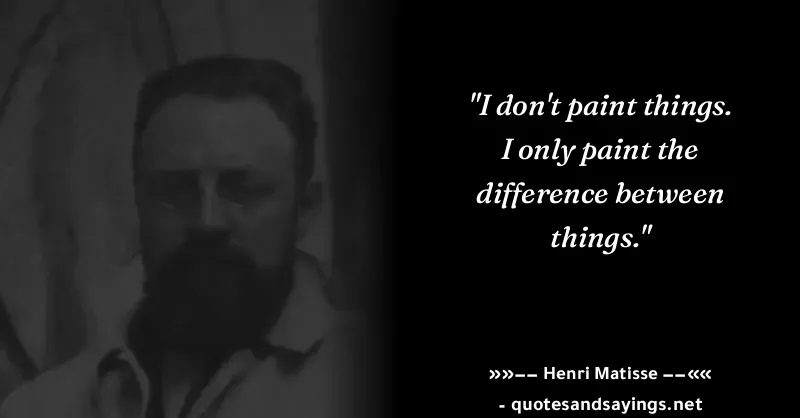 "I don't paint things.
I only paint the
difference between
things."
»»−− Henri Matisse −−««
- quotesandsayings.net